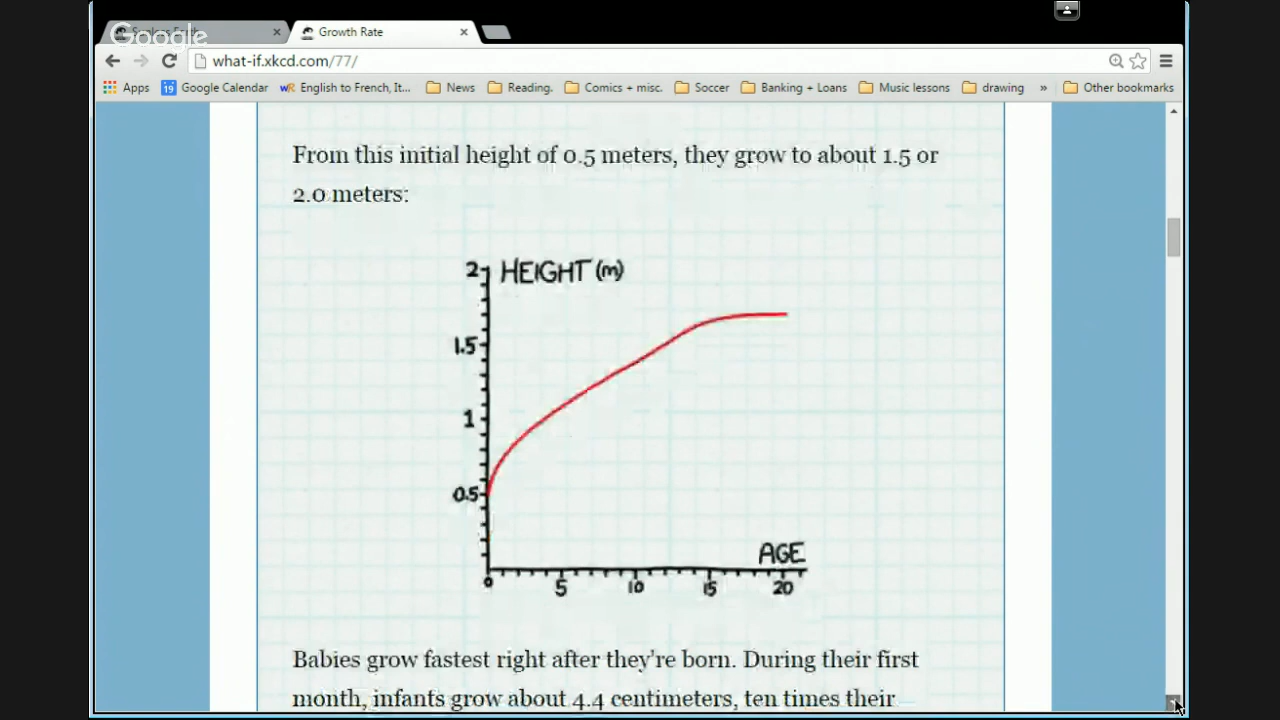 Google
Growth Rate
what-if.xkcd.com/77/
Apps 19 Google Calendar wR English to French, It... News Reading. Comics + misc. Soccer Banking + Loans Music lessons drawing » Other bookmarks
From this initial height of 0.5 meters, they grow to about 1.5 or
2.0 meters:
2 HEIGHT (m)
1.5
1
0.5
AGE
0 5 10 15 20
Babies grow fastest right after they're born. During their first
month, infants grow about 4.4 centimeters, ten times their